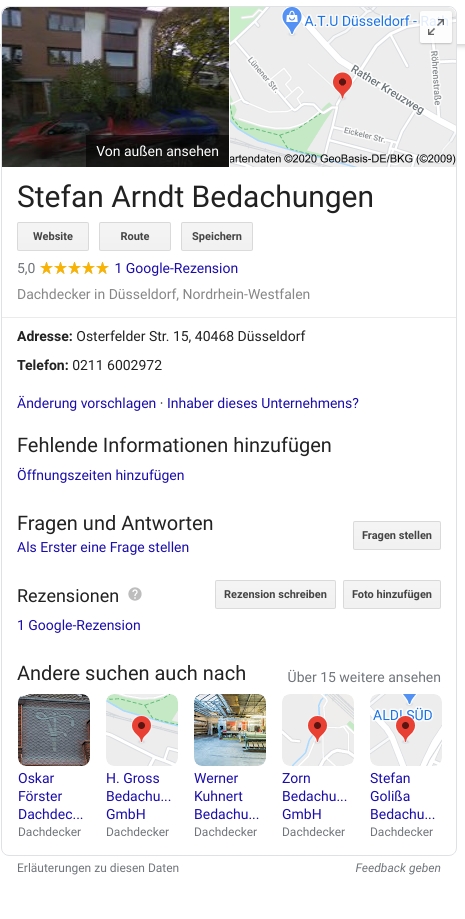 A.T.U Düsseldorf -
Lünener Str.
Rather Kreuzweg
Röhrenstraße
Eickeler Str.
Von außen ansehen
artendaten ©2020 GeoBasis-DE/BKG (©2009)
Stefan Arndt Bedachungen
Website Route Speichern
5,0 ★★★★★ 1 Google-Rezension
Dachdecker in Düsseldorf, Nordrhein-Westfalen
Adresse: Osterfelder Str. 15, 40468 Düsseldorf
Telefon: 0211 6002972
Änderung vorschlagen · Inhaber dieses Unternehmens?
Fehlende Informationen hinzufügen
Öffnungszeiten hinzufügen
Fragen und Antworten
Fragen stellen
Als Erster eine Frage stellen
Rezensionen ? Rezension schreiben Foto hinzufügen
1 Google-Rezension
Andere suchen auch nach Über 15 weitere ansehen
ALDI SÜD
Oskar
Förster
Dachdec...
Dachdecker
H. Gross
Bedachu...
GmbH
Dachdecker
Werner
Kuhnert
Bedachu...
Dachdecker
Zorn
Bedachu...
GmbH
Dachdecker
Stefan
Golißa
Bedachu...
Dachdecker
Erläuterungen zu diesen Daten Feedback geben